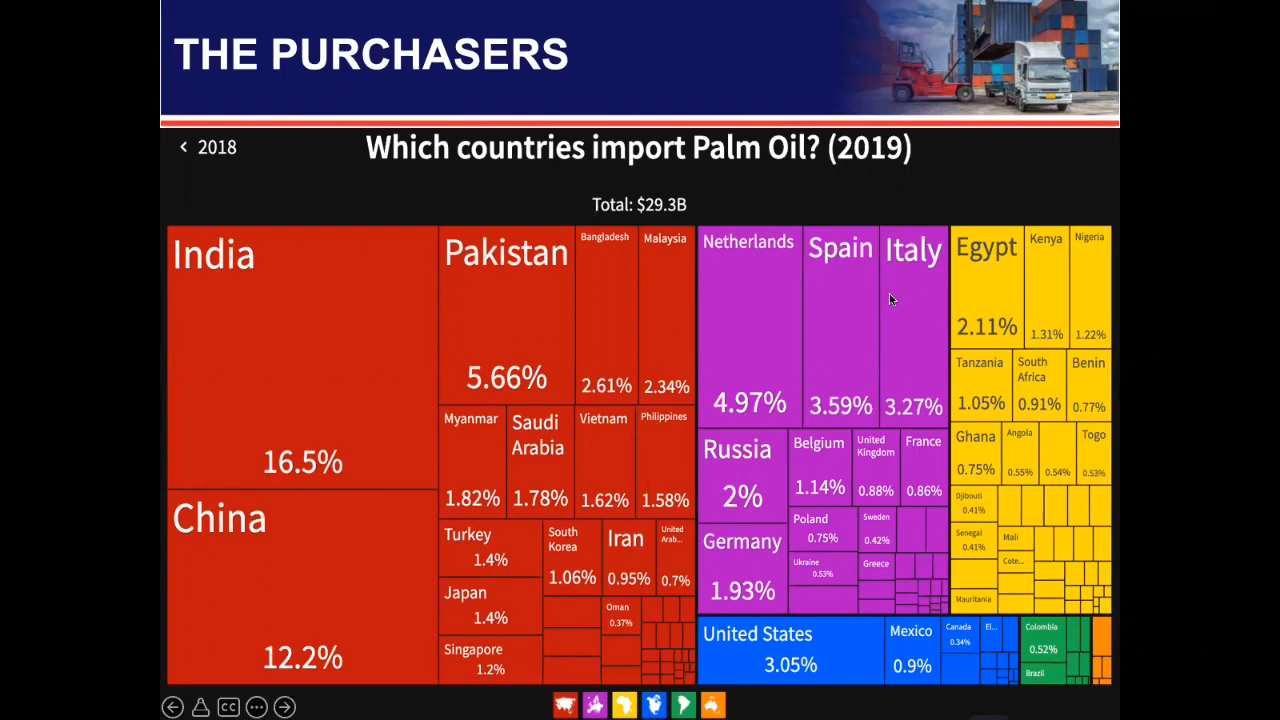 THE PURCHASERS
2018
Which countries import Palm Oil? (2019)
Total: $29.3B
India
16.5%
China
12.2%
Pakistan
5.66%
Bangladesh
2.61%
Malaysia
2.34%
Myanmar
1.82%
Saudi
Arabia
1.78%
Vietnam
1.62%
Philippines
1.58%
Turkey
1.4%
Japan
1.4%
Singapore
1.2%
South
Korea
1.06%
Iran
0.95%
United
Arab...
0.7%
Oman
0.37%
Netherlands
4.97%
Spain
3.59%
Italy
3.27%
Russia
2%
Germany
1.93%
Belgium
1.14%
United
Kingdom
0.88%
France
0.86%
Poland
0.75%
Sweden
0.42%
Ukraine
0.53%
Greece
Egypt
2.11%
Kenya
1.31%
Nigeria
1.22%
Tanzania
1.05%
South
Africa
0.91%
Benin
0.77%
Ghana
0.75%
Angola
0.55%
0.54%
Togo
0.53%
Djibouti
0.41%
Senegal
0.41%
Mali
Cote...
Mauritania
United States
3.05%
Mexico
0.9%
Canada
0.34%
El...
Colombia
0.52%
Brazil
CC